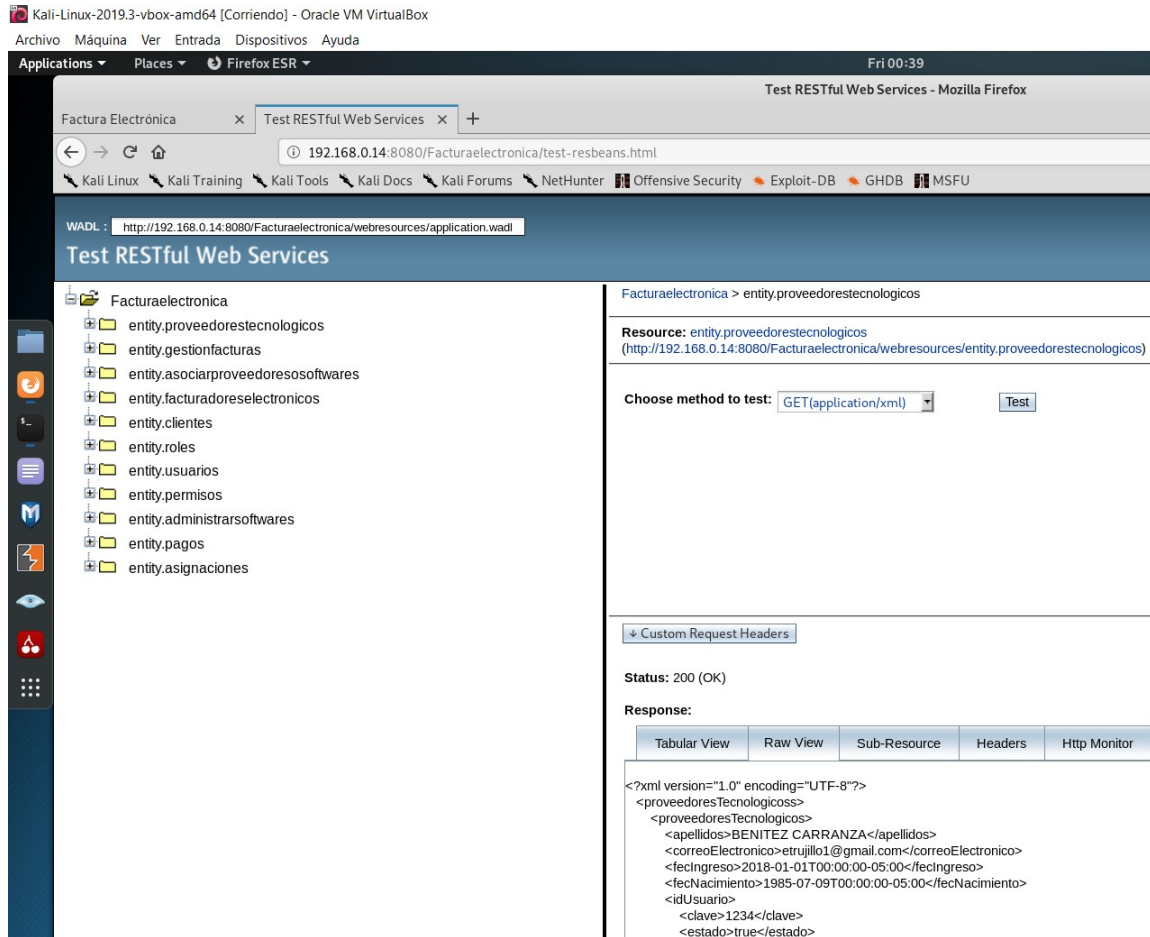 Kali-Linux-2019.3-vbox-amd64 [Corriendo] - Oracle VM VirtualBox
Archivo Máquina Ver Entrada Dispositivos Ayuda
Applications Places Firefox ESR Fri 00:39
Test RESTful Web Services - Mozilla Firefox
Factura Electrónica Test RESTful Web Services
192.168.0.14:8080/Facturaelectronica/test-resbeans.html
Kali Linux Kali Training Kali Tools Kali Docs Kali Forums NetHunter Offensive Security Exploit-DB GHDB MSFU
WADL : http://192.168.0.14:8080/Facturaelectronica/webresources/application.wadl
Test RESTful Web Services
Facturaelectronica
entity.proveedorestecnologicos
entity.gestionfacturas
entity.asociarproveedoresosoftwares
entity.facturadoreselectronicos
entity.clientes
entity.roles
entity.usuarios
entity.permisos
entity.administrarsoftwares
entity.pagos
entity.asignaciones
Facturaelectronica > entity.proveedorestecnologicos
Resource: entity.proveedorestecnologicos
(http://192.168.0.14:8080/Facturaelectronica/webresources/entity.proveedorestecnologicos)
Choose method to test: GET(application/xml) Test
Custom Request Headers
Status: 200 (OK)
Response:
Tabular View Raw View Sub-Resource Headers Http Monitor
<?xml version="1.0" encoding="UTF-8"?>
<proveedoresTecnologicoss>
<proveedoresTecnologicos>
<apellidos>BENITEZ CARRANZA</apellidos>
<correoElectronico>etrujillo1@gmail.com</correoElectronico>
<fecIngreso>2018-01-01T00:00:00-05:00</fecIngreso>
<fecNacimiento>1985-07-09T00:00:00-05:00</fecNacimiento>
<idUsuario>
<clave>1234</clave>
<estado>true</estado>